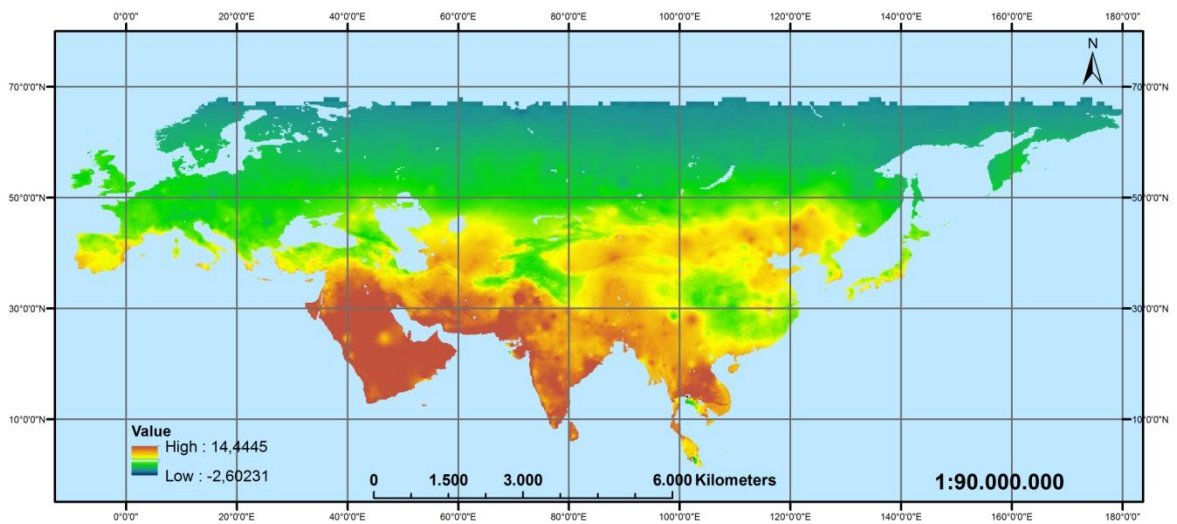 0°0'0" 20°0'0"E 40°0'0"E 60°0'0"E 80°0'0"E 100°0'0"E 120°0'0"E 140°0'0"E 160°0'0"E 180°0'0"
N
70°0'0"N 70°0'0"N
50°0'0"N 50°0'0"N
30°0'0"N 30°0'0"N
10°0'0"N 10°0'0"N
Value
High : 14,4445
Low : -2,60231
0 1.500 3.000 6.000 Kilometers
1:90.000.000
0°0'0" 20°0'0"E 40°0'0"E 60°0'0"E 80°0'0"E 100°0'0"E 120°0'0"E 140°0'0"E 160°0'0"E 180°0'0"